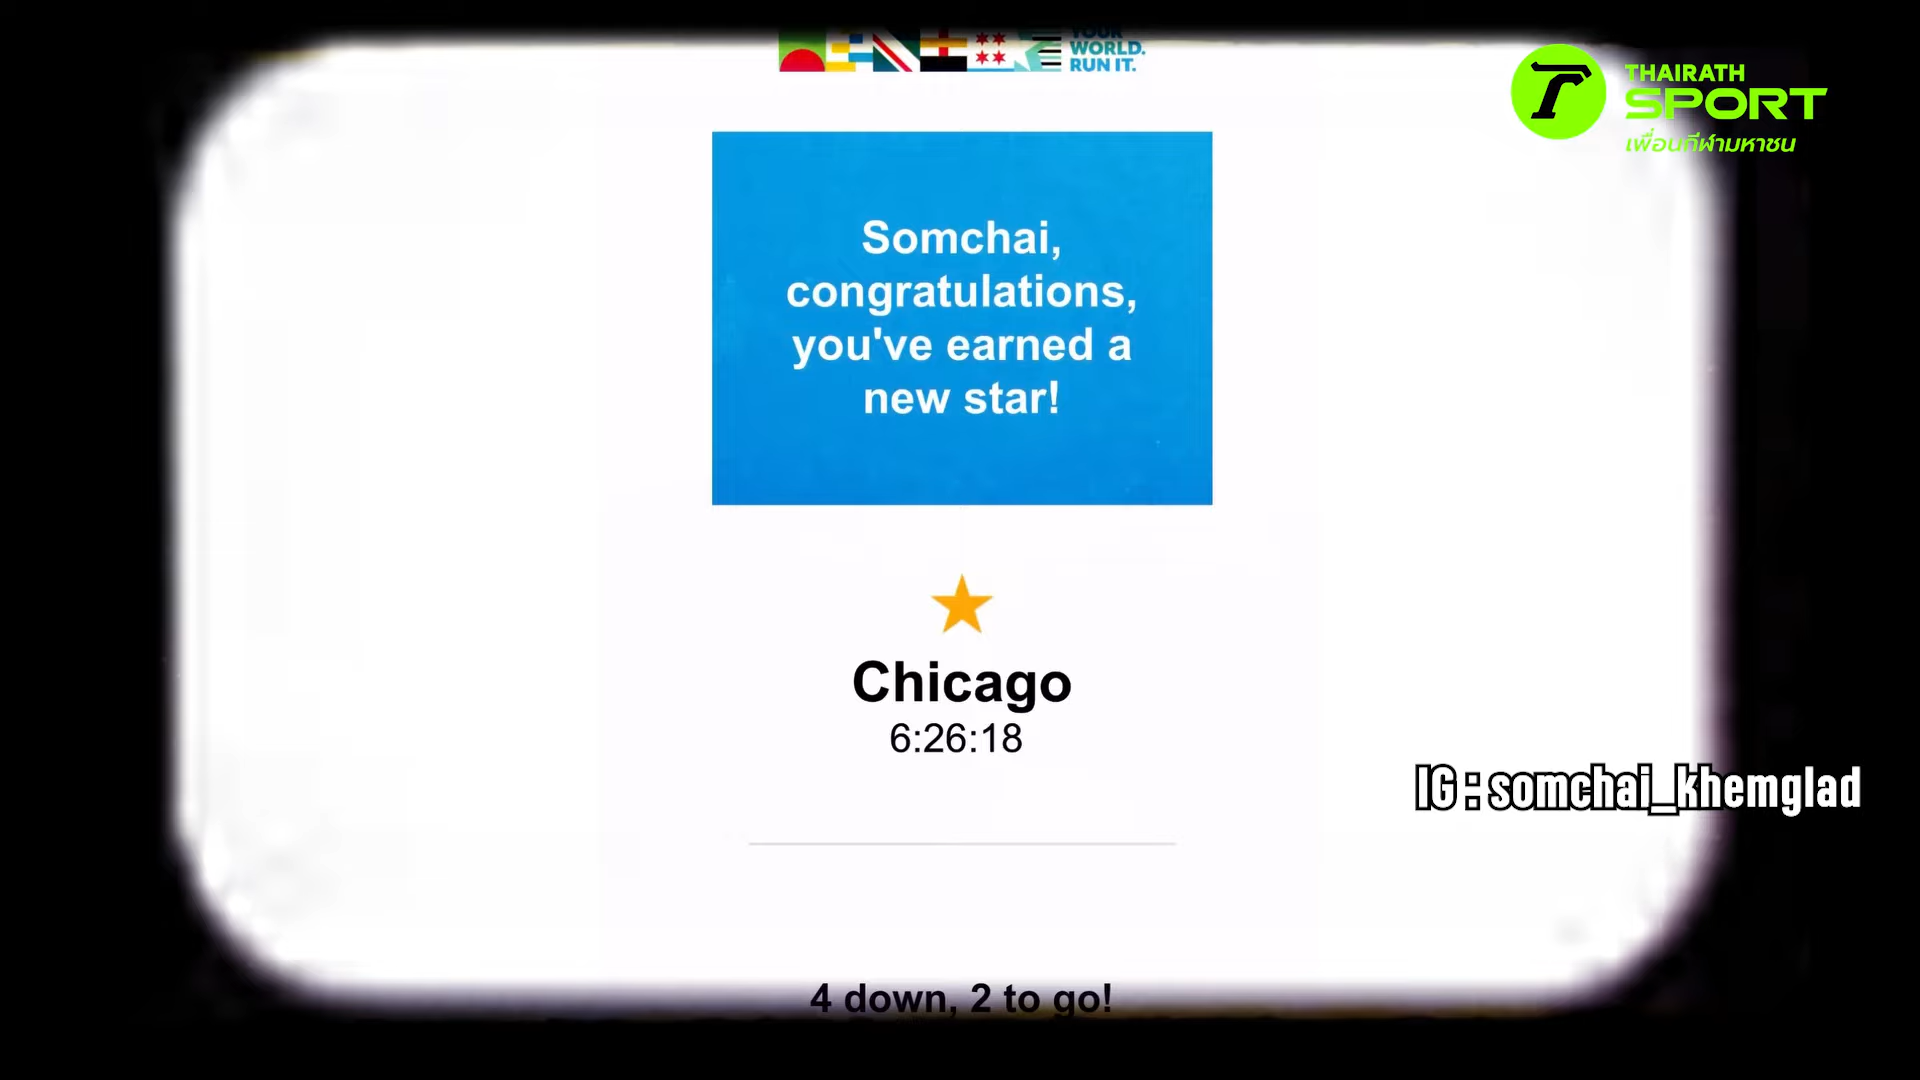 YOUR
WORLD.
RUN IT.
THAIRATH
SPORT
เพื่อนกีฬามหาชน
Somchai,
congratulations,
you've earned a
new star!
Chicago
6:26:18
IG : somchai_khemglad
4 down, 2 to go!